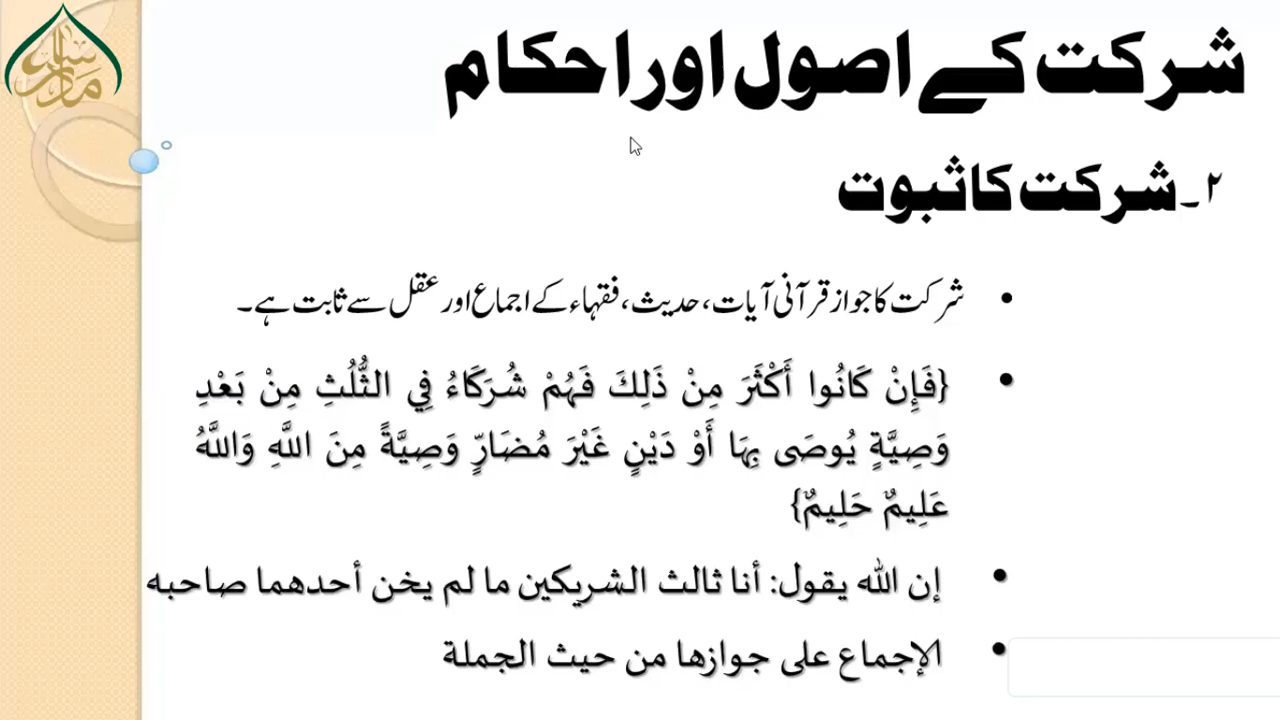 شرکت کے اصول اور احکام
۲۔ شرکت کا ثبوت
• شرکت کا جواز قرآنی آیات، حدیث، فقہاء کے اجماع اور عقل سے ثابت ہے۔
• {فَإِنْ كَانُوا أَكْثَرَ مِنْ ذَلِكَ فَهُمْ شُرَكَاءُ فِي الثُّلُثِ مِنْ بَعْدِ
وَصِيَّةٍ يُوصَى بِهَا أَوْ دَيْنٍ غَيْرَ مُضَارٍّ وَصِيَّةً مِنَ اللَّهِ وَاللَّهُ
عَلِيمٌ حَلِيمٌ}
• إن الله يقول: أنا ثالث الشريكين ما لم يخن أحدهما صاحبه
• الإجماع على جوازها من حيث الجملة